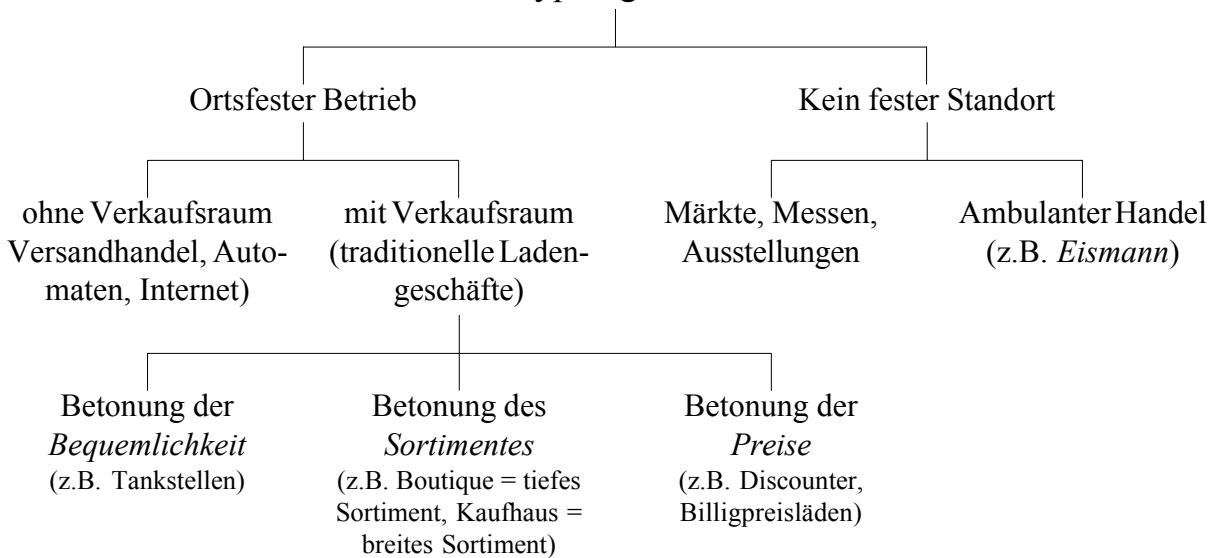 Ortsfester Betrieb
Kein fester Standort
ohne Verkaufsraum
Versandhandel, Auto-
maten, Internet)
mit Verkaufsraum
(traditionelle Laden-
geschäfte)
Märkte, Messen,
Ausstellungen
Ambulanter Handel
(z.B. Eismann)
Betonung der
Bequemlichkeit
(z.B. Tankstellen)
Betonung des
Sortimentes
(z.B. Boutique = tiefes
Sortiment, Kaufhaus =
breites Sortiment)
Betonung der
Preise
(z.B. Discounter,
Billigpreisläden)